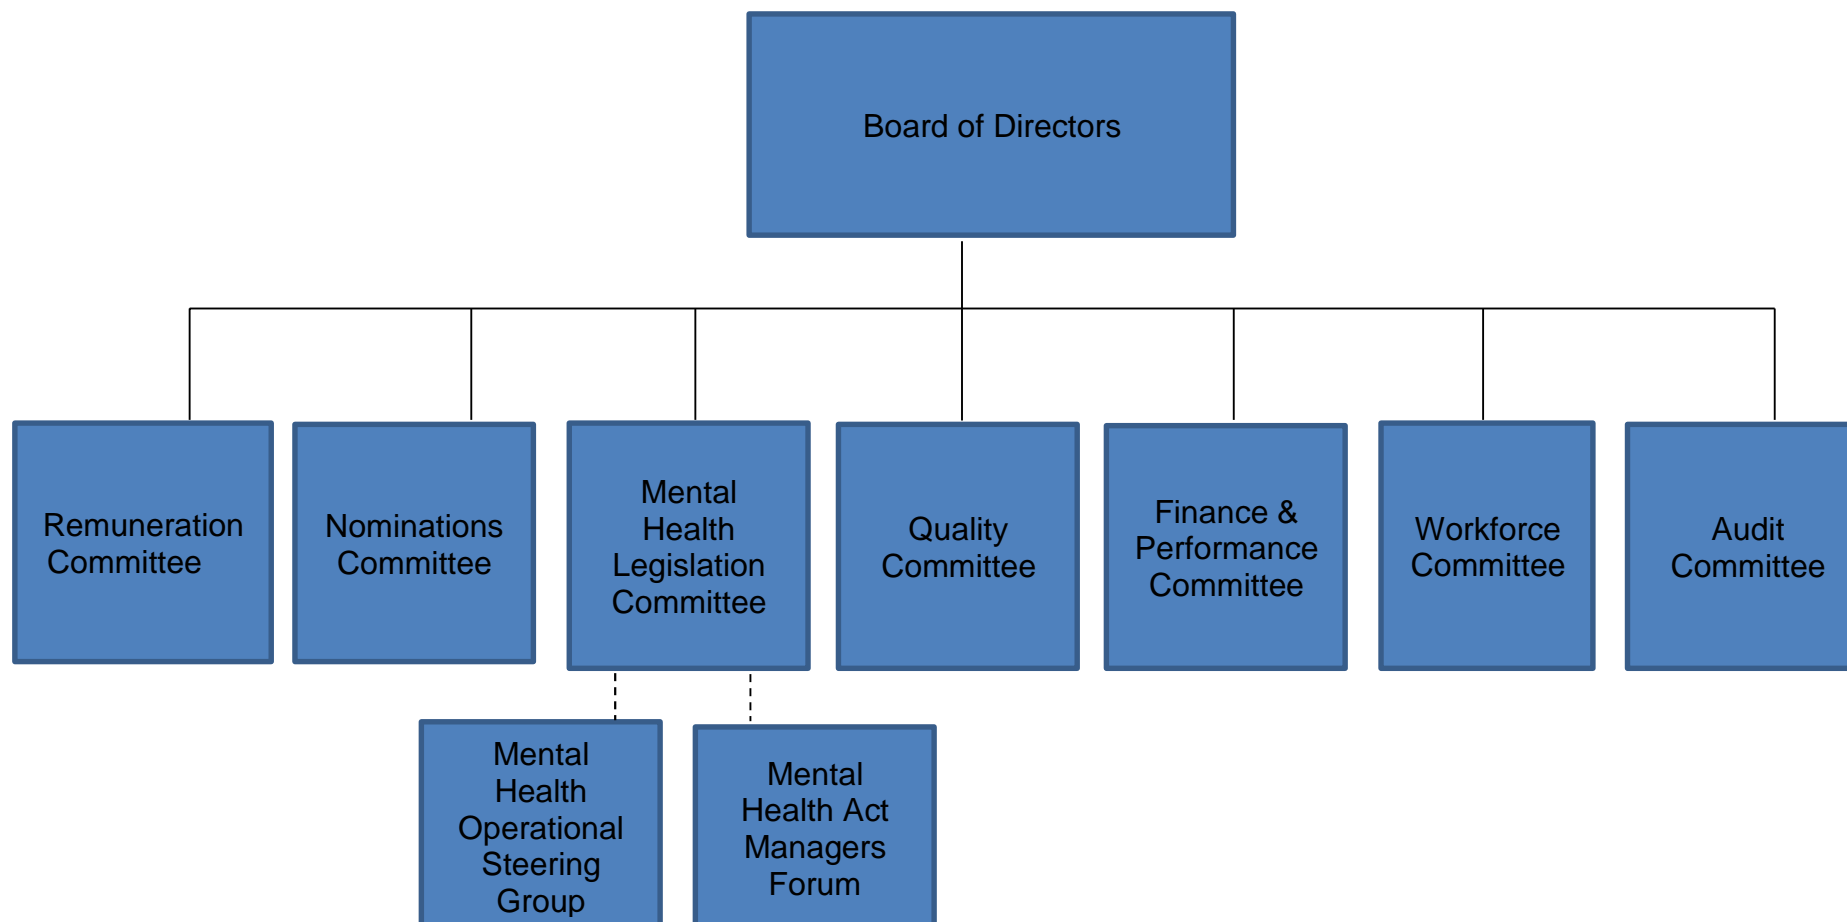 Board of Directors
Remuneration
Committee
Nominations
Committee
Mental
Health
Legislation
Committee
Quality
Committee
Finance &
Performance
Committee
Workforce
Committee
Audit
Committee
Mental
Health
Operational
Steering
Group
Mental
Health Act
Managers
Forum